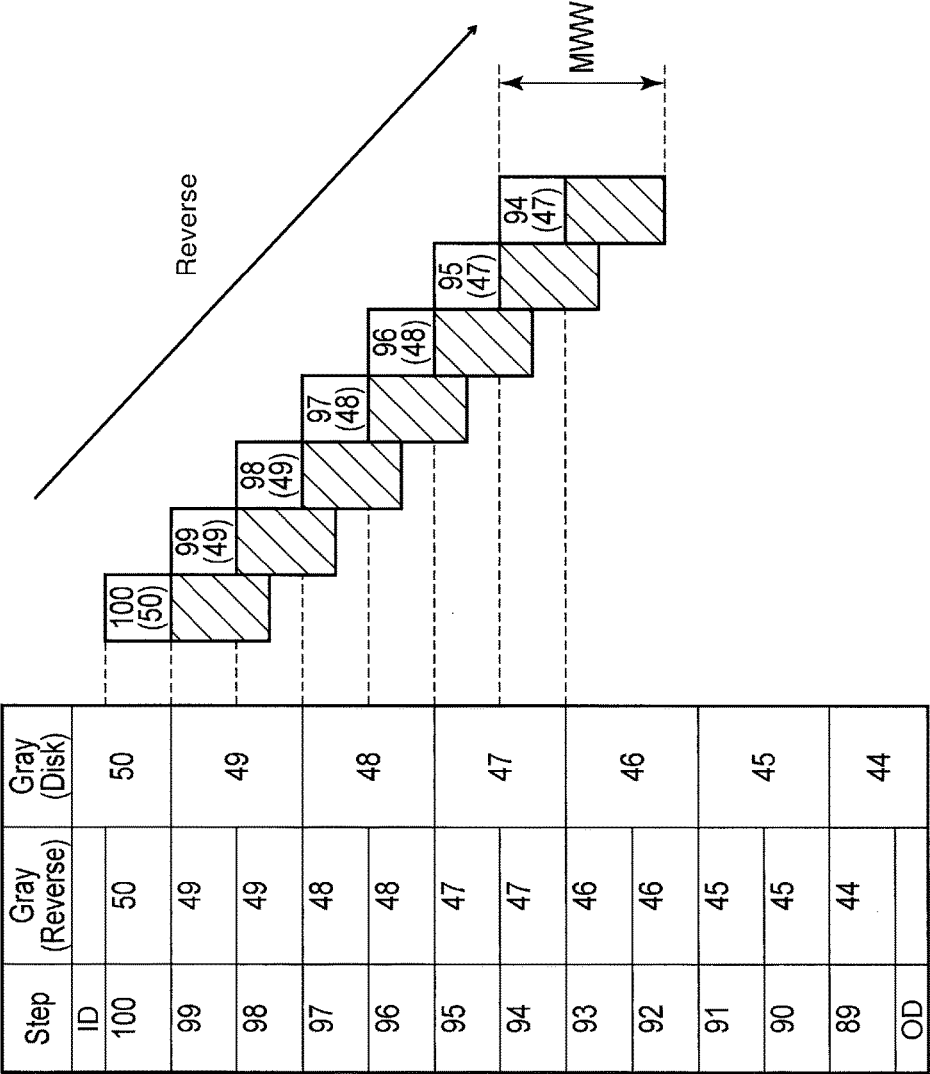 Step
Gray
(Reverse)
Gray
(Disk)
ID
100 50 50
99 49 49
98 49
97 48 48
96 48
95 47 47
94 47
93 46 46
92 46
91 45 45
90 45
89 44 44
OD
100
(50)
99
(49)
98
(49)
97
(48)
96
(48)
95
(47)
94
(47)
Reverse
MWW